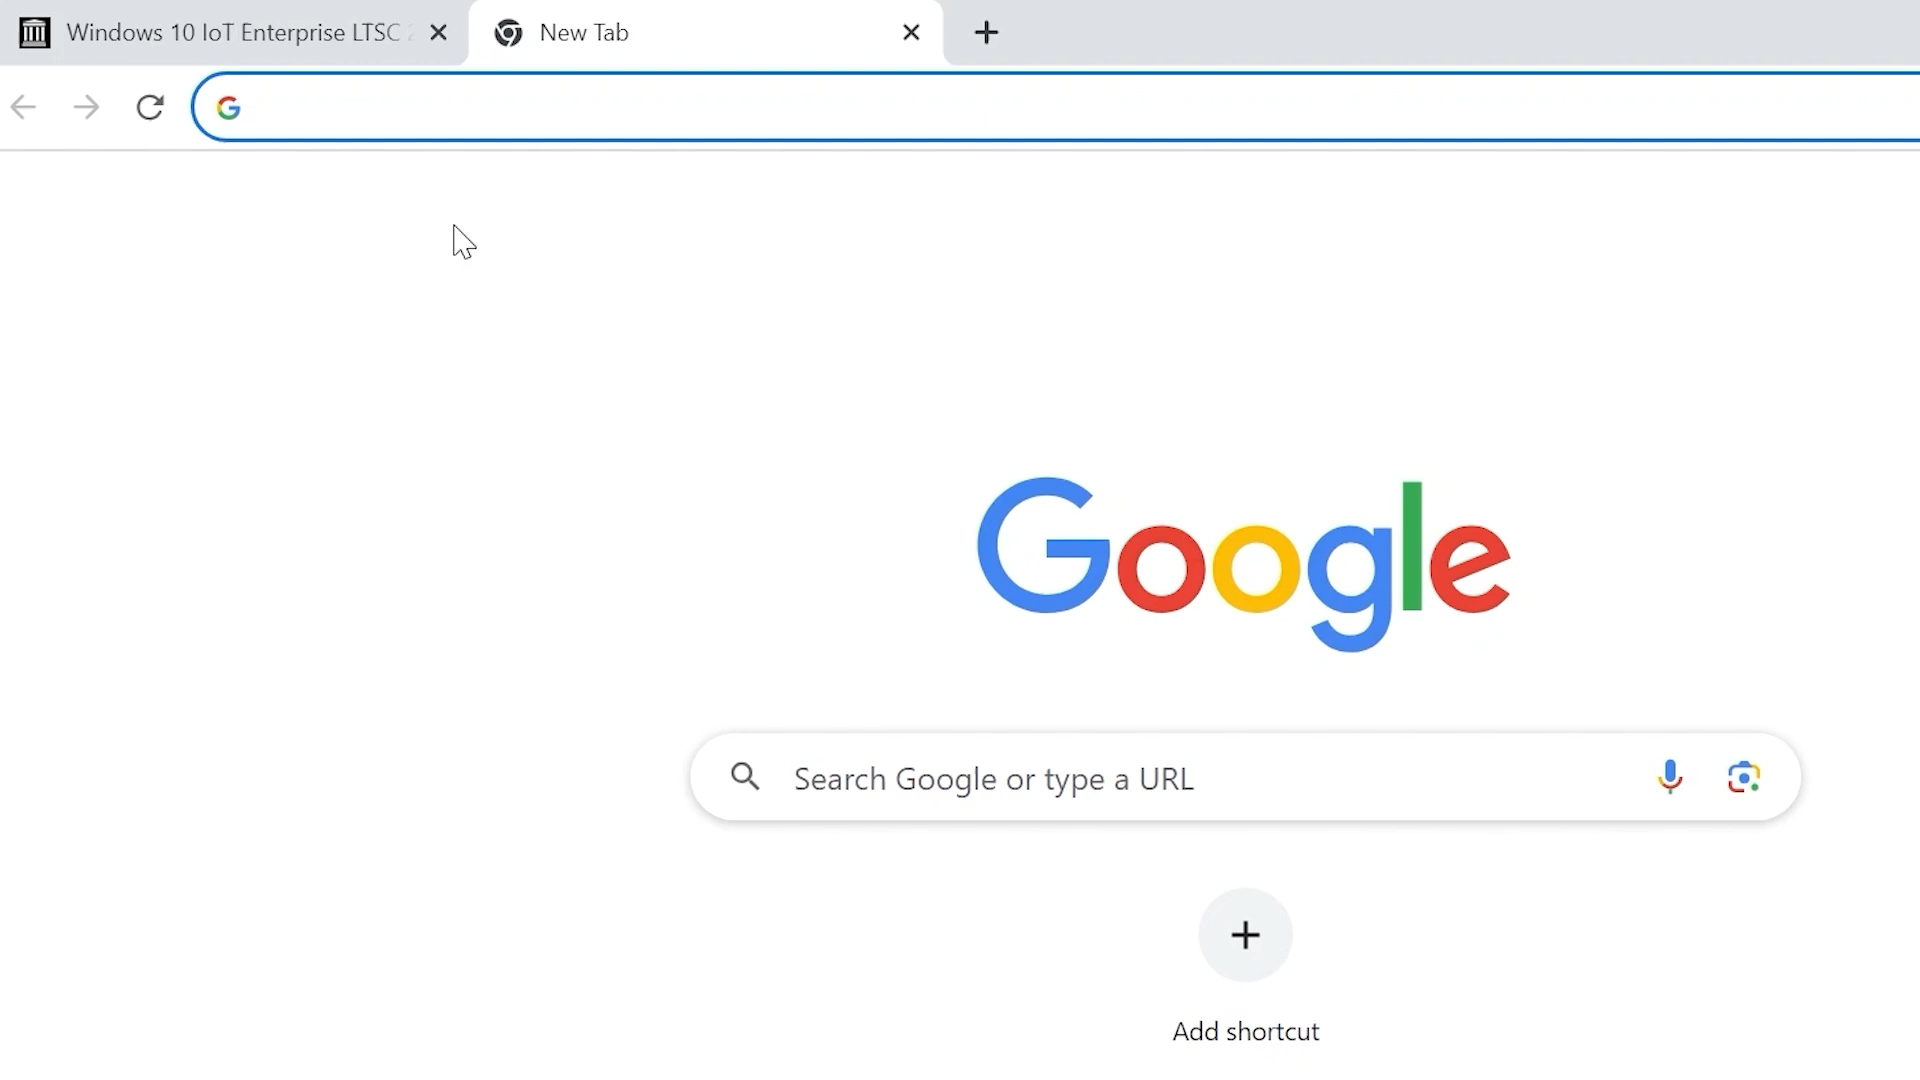 Windows 10 IoT Enterprise LTSC
New Tab
Google
Search Google or type a URL
Add shortcut